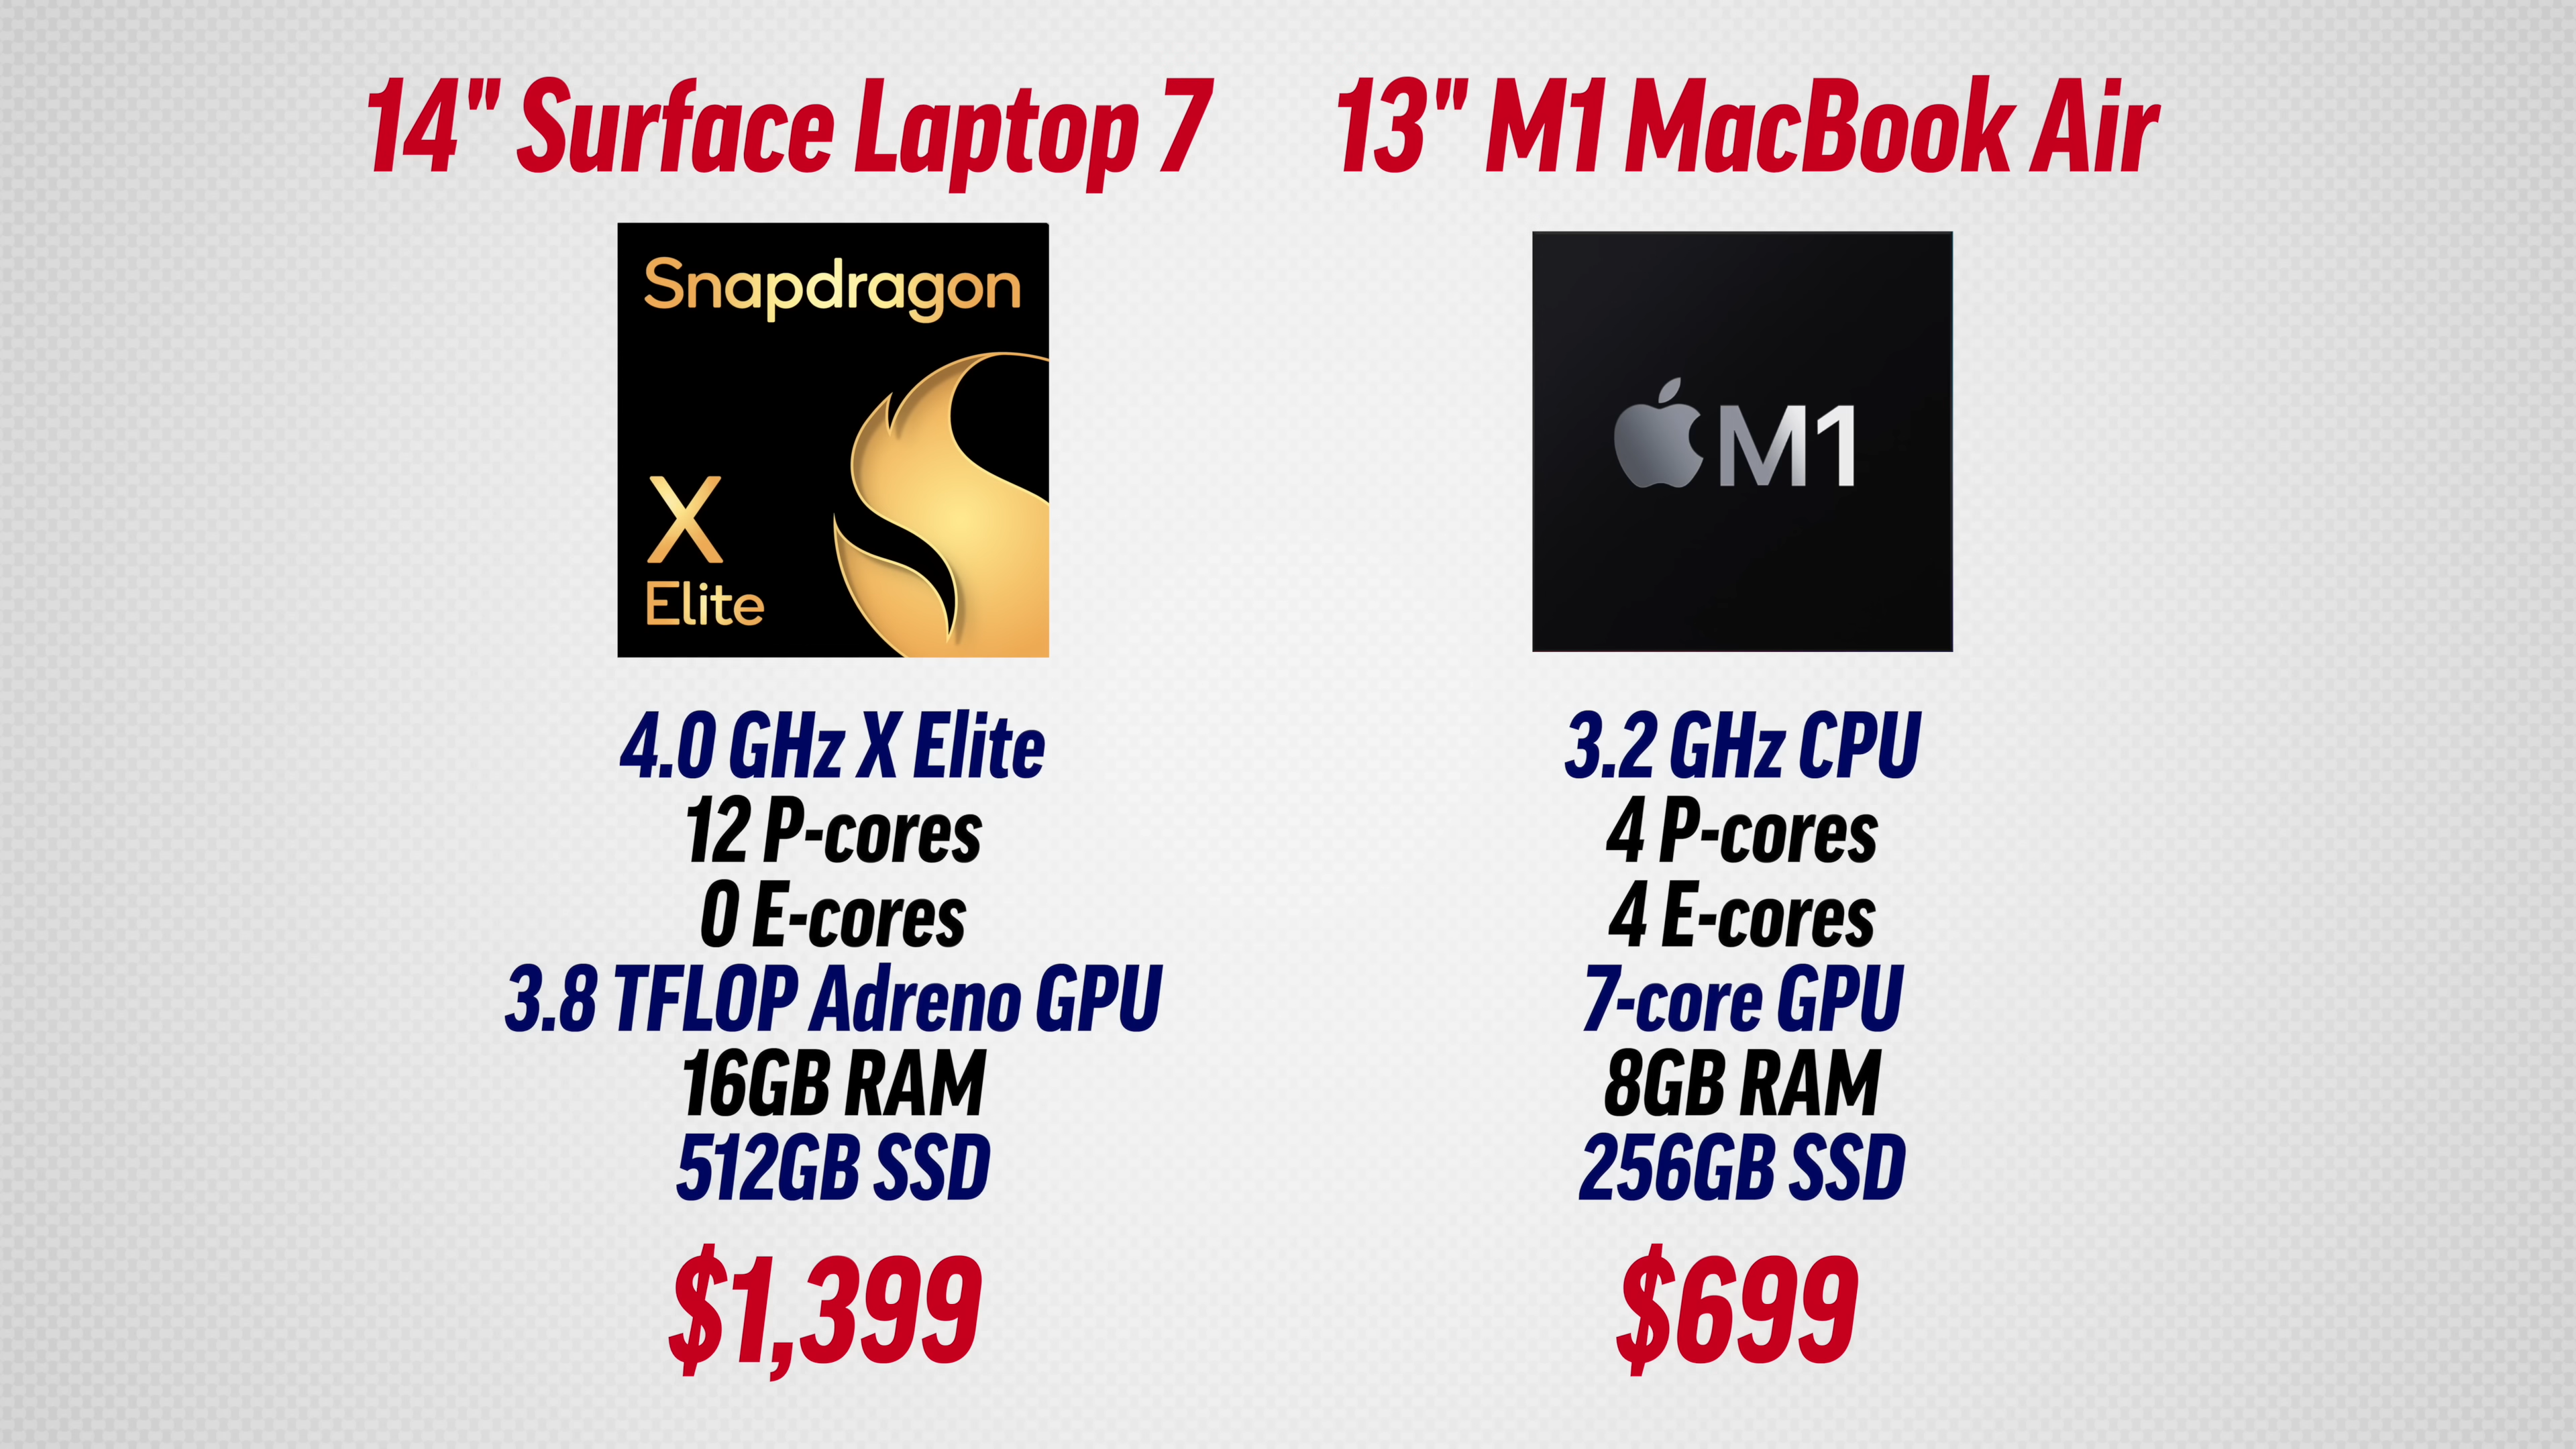 14" Surface Laptop 7
Snapdragon
X
Elite
4.0 GHz X Elite
12 P-cores
0 E-cores
3.8 TFLOP Adreno GPU
16GB RAM
512GB SSD
$1,399
13" M1 MacBook Air
M1
3.2 GHz CPU
4 P-cores
4 E-cores
7-core GPU
8GB RAM
256GB SSD
$699